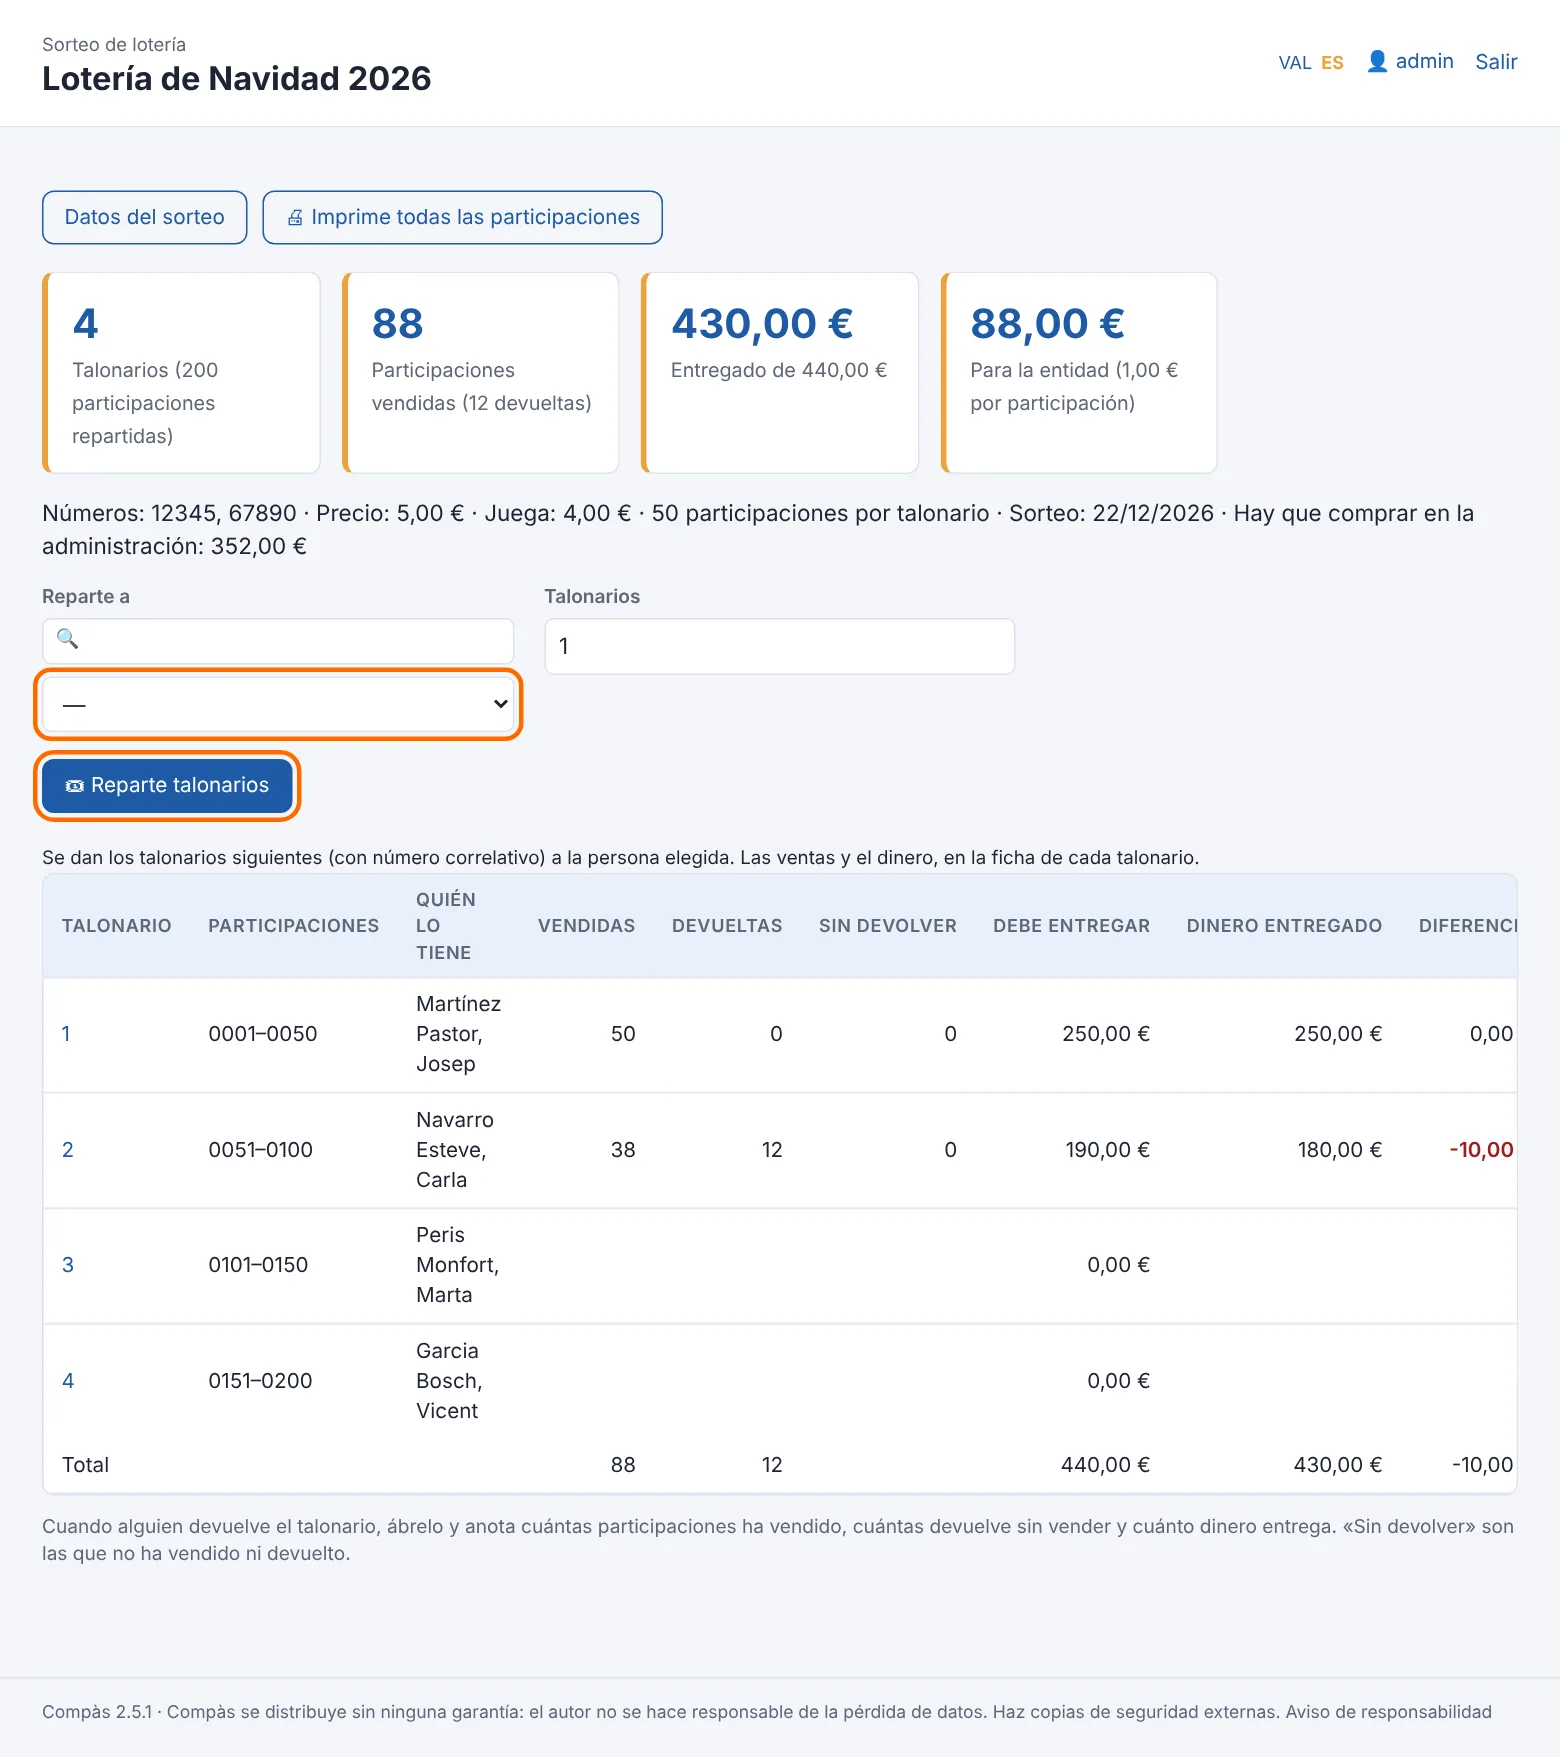 Sorteo de lotería
Lotería de Navidad 2026
VAL ES admin Salir
Datos del sorteo
Imprime todas las participaciones
4
Talonarios (200
participaciones
repartidas)
88
Participaciones
vendidas (12 devueltas)
430,00 €
Entregado de 440,00 €
88,00 €
Para la entidad (1,00 €
por participación)
Números: 12345, 67890 · Precio: 5,00 € · Juega: 4,00 € · 50 participaciones por talonario · Sorteo: 22/12/2026 · Hay que comprar en la
administración: 352,00 €
Reparte a
Talonarios
1
—
Reparte talonarios
Se dan los talonarios siguientes (con número correlativo) a la persona elegida. Las ventas y el dinero, en la ficha de cada talonario.
TALONARIO PARTICIPACIONES QUIÉN LO TIENE VENDIDAS DEVUELTAS SIN DEVOLVER DEBE ENTREGAR DINERO ENTREGADO DIFERENCI
1 0001–0050 Martínez Pastor, Josep 50 0 0 250,00 € 250,00 € 0,00
2 0051–0100 Navarro Esteve, Carla 38 12 0 190,00 € 180,00 € -10,00
3 0101–0150 Peris Monfort, Marta 0,00 €
4 0151–0200 Garcia Bosch, Vicent 0,00 €
Total 88 12 440,00 € 430,00 € -10,00
Cuando alguien devuelve el talonario, ábrelo y anota cuántas participaciones ha vendido, cuántas devuelve sin vender y cuánto dinero entrega. «Sin devolver» son
las que no ha vendido ni devuelto.
Compàs 2.5.1 · Compàs se distribuye sin ninguna garantía: el autor no se hace responsable de la pérdida de datos. Haz copias de seguridad externas. Aviso de responsabilidad